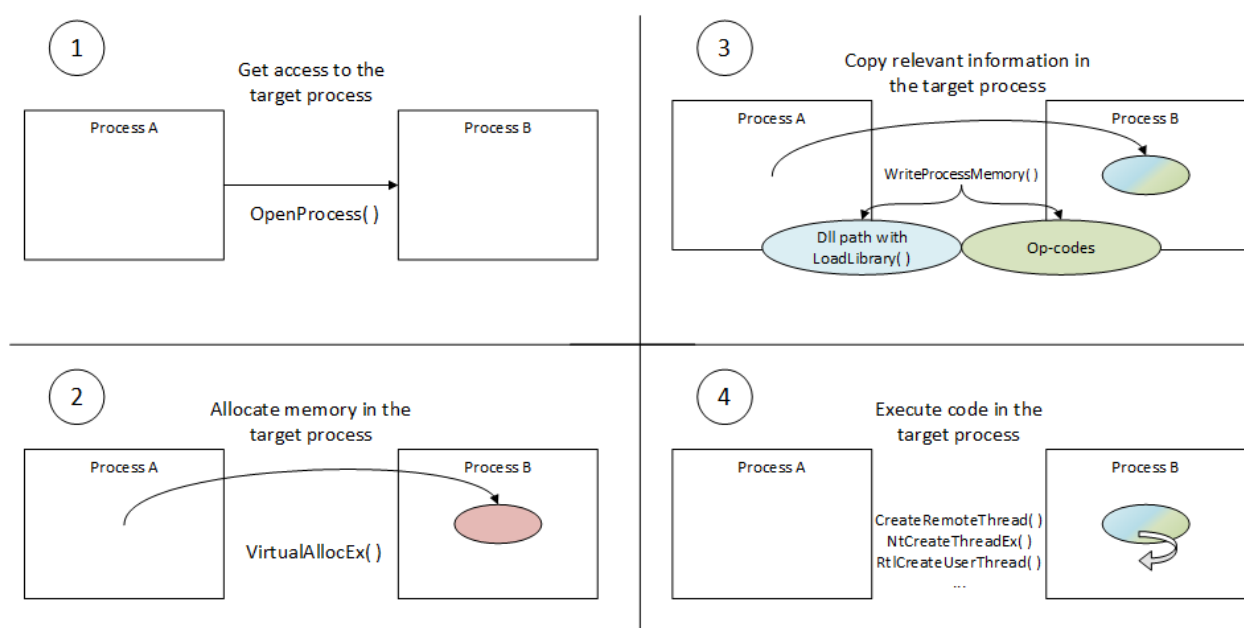 1
Get access to the
target process
Process A
Process B
OpenProcess( )
2
Allocate memory in the
target process
Process A
Process B
VirtualAllocEx( )
3
Copy relevant information in
the target process
Process A
Process B
WriteProcessMemory( )
Dll path with
LoadLibrary( )
Op-codes
4
Execute code in the
target process
Process A
Process B
CreateRemoteThread( )
NtCreateThreadEx( )
RtlCreateUserThread( )
...